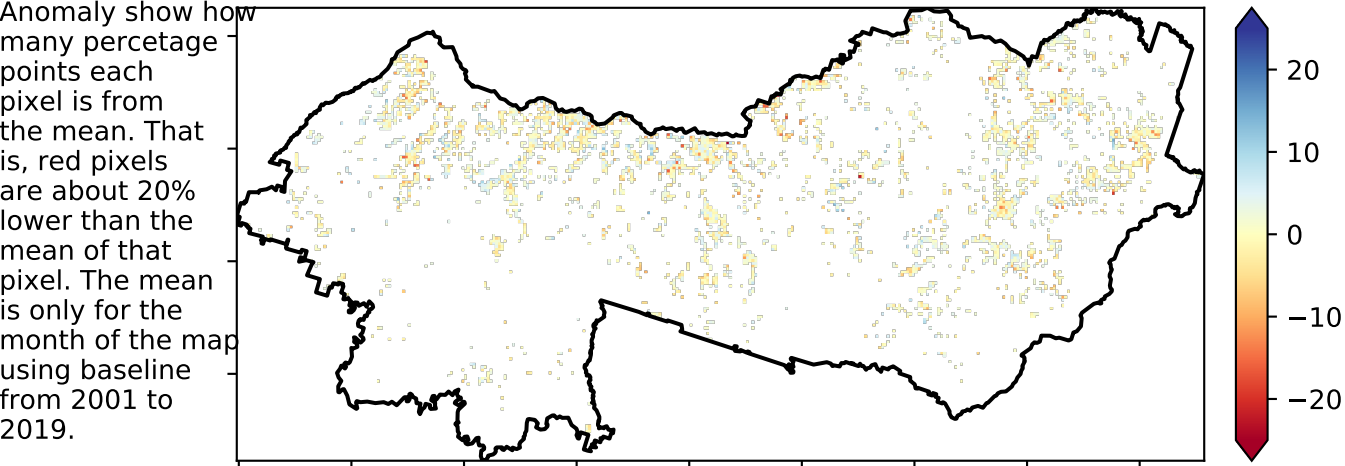 Anomaly show how
many percetage
points each
pixel is from
the mean. That
is, red pixels
are about 20%
lower than the
mean of that
pixel. The mean
is only for the
month of the map
using baseline
from 2001 to
2019.
20
10
0
−10
−20